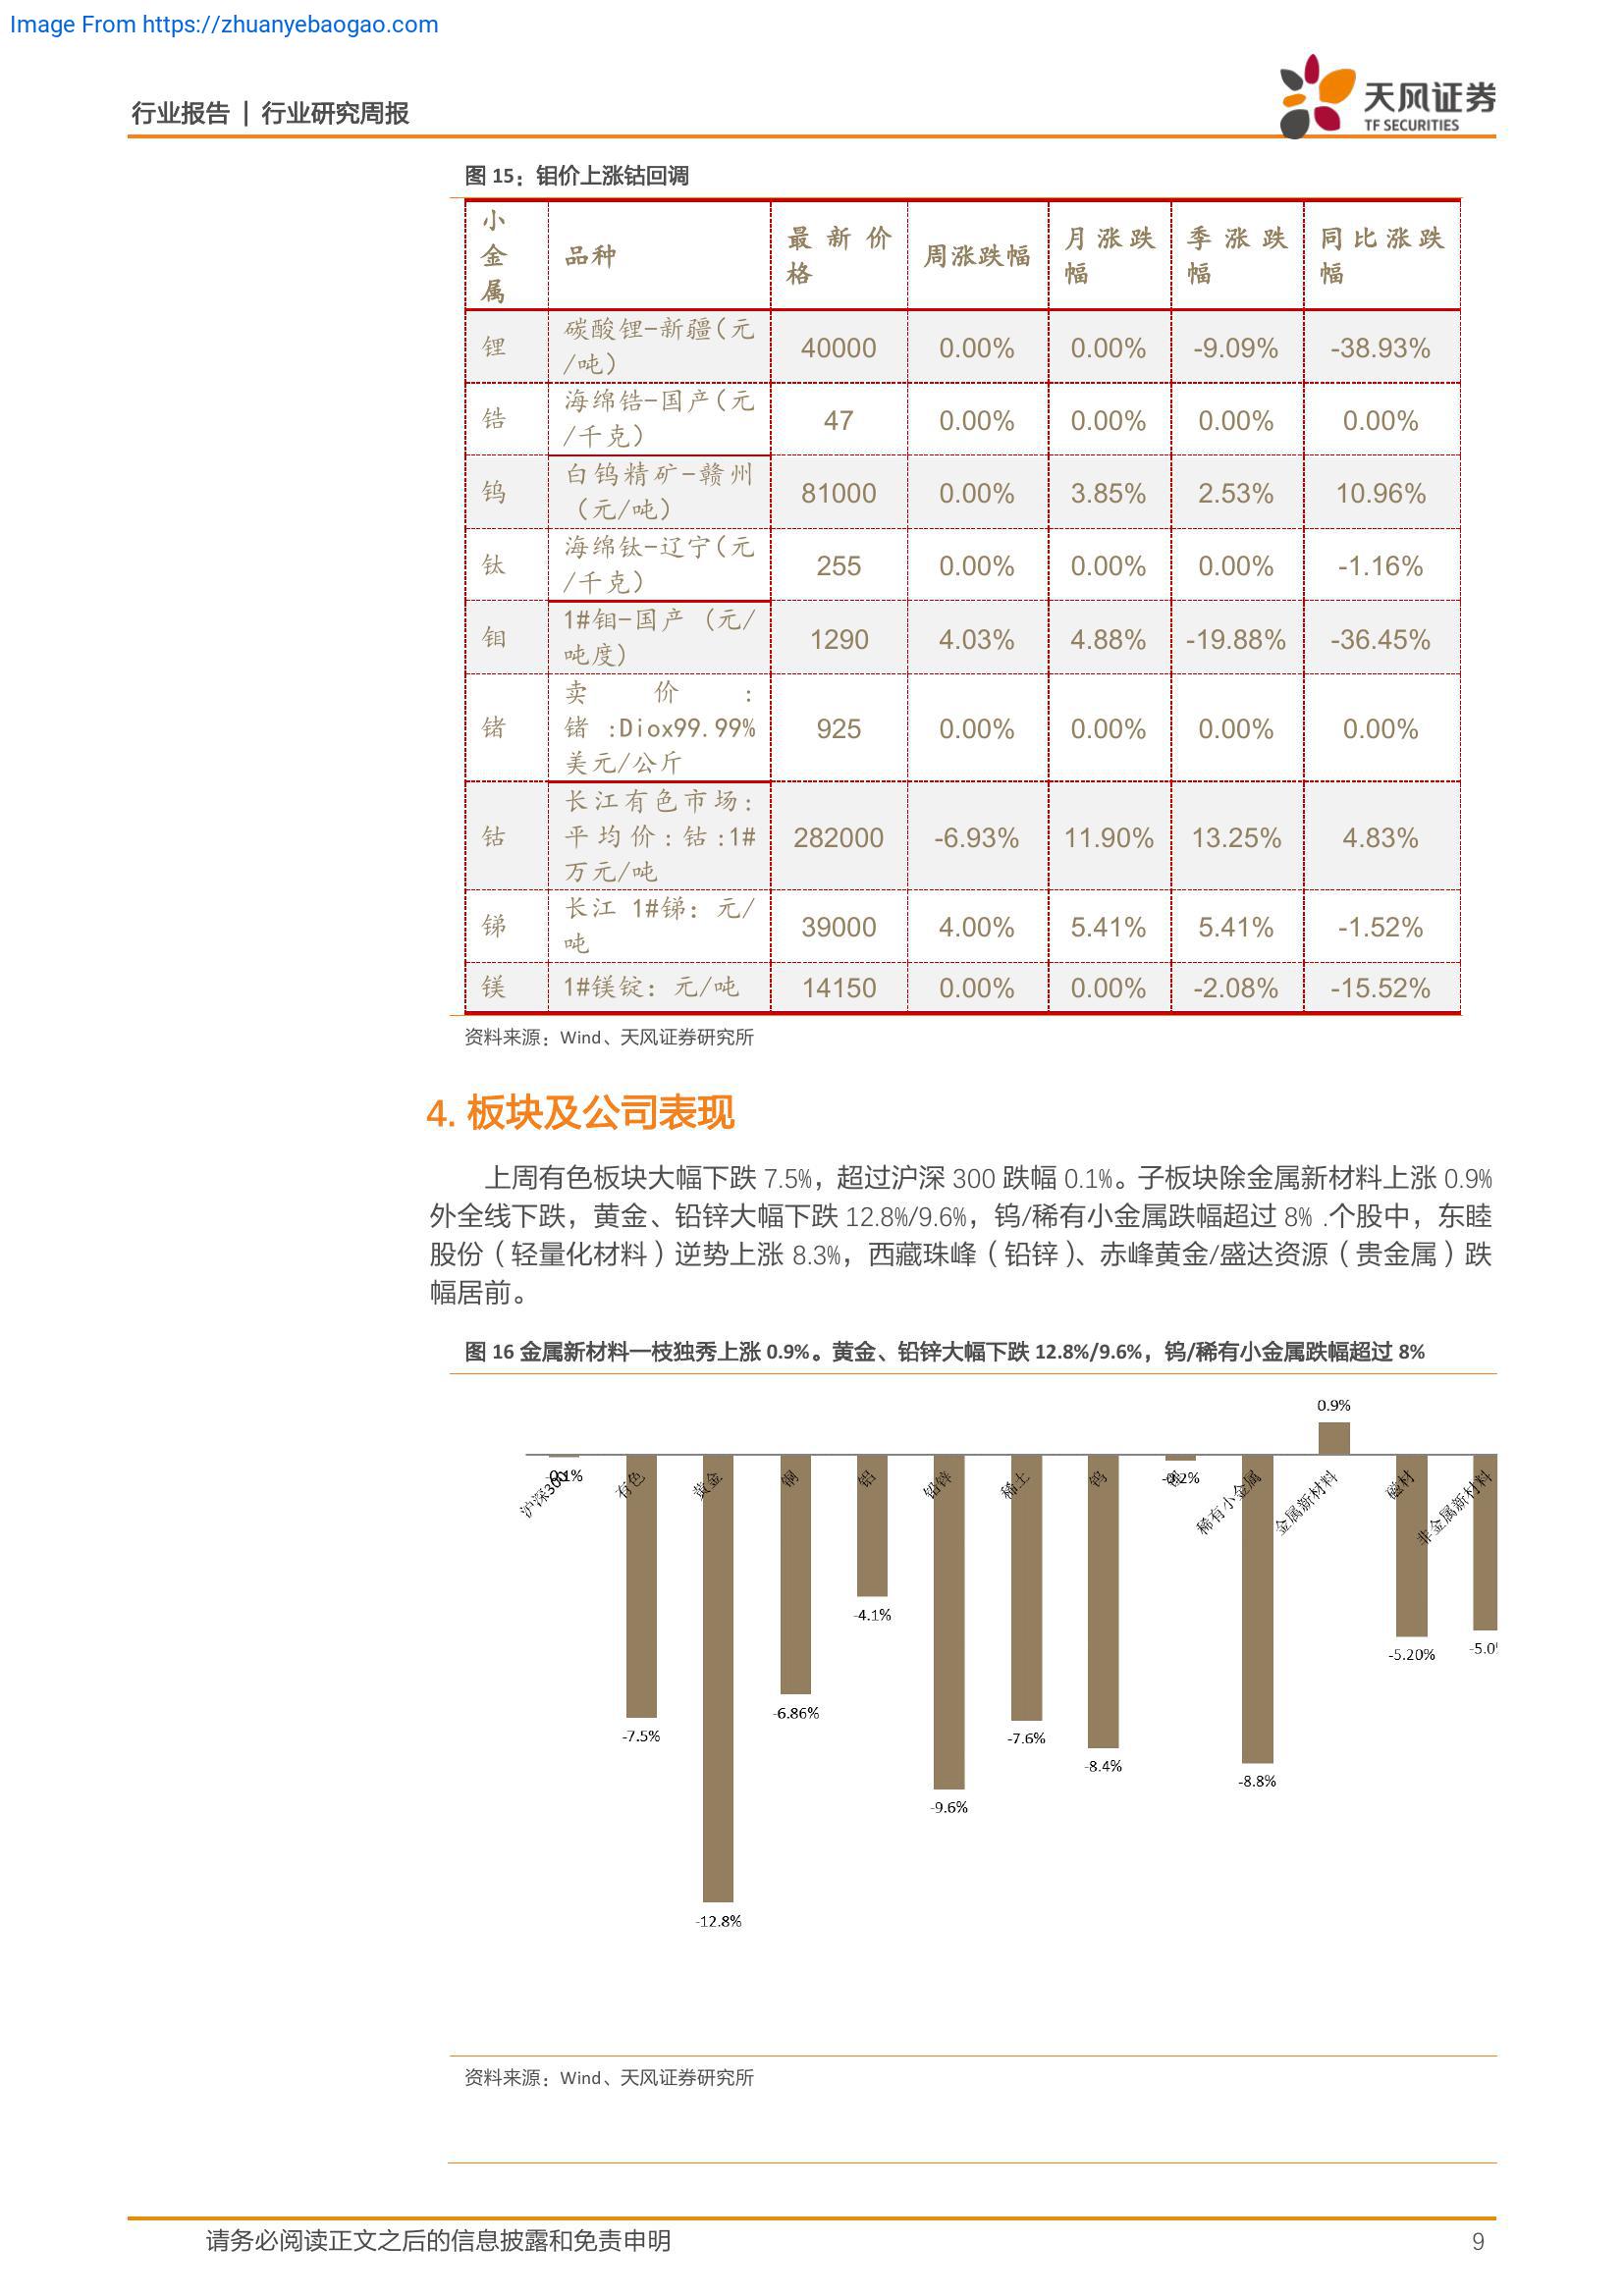 Image From https://zhuanyebaogao.com
行业报告 | 行业研究周报
天风证券
TF SECURITIES
图 15：钼价上涨钴回调
小金属 品种 最新价格 周涨跌幅 月涨跌幅 季涨跌幅 同比涨跌幅
锂 碳酸锂-新疆(元/吨) 40000 0.00% 0.00% -9.09% -38.93%
锆 海绵锆-国产(元/千克) 47 0.00% 0.00% 0.00% 0.00%
钨 白钨精矿-赣州（元/吨） 81000 0.00% 3.85% 2.53% 10.96%
钛 海绵钛-辽宁(元/千克) 255 0.00% 0.00% 0.00% -1.16%
钼 1#钼-国产 (元/吨度) 1290 4.03% 4.88% -19.88% -36.45%
锗 卖价:锗:Diox99.99%美元/公斤 925 0.00% 0.00% 0.00% 0.00%
钴 长江有色市场:平均价:钴:1#万元/吨 282000 -6.93% 11.90% 13.25% 4.83%
锑 长江 1#锑：元/吨 39000 4.00% 5.41% 5.41% -1.52%
镁 1#镁锭：元/吨 14150 0.00% 0.00% -2.08% -15.52%
资料来源：Wind、天风证券研究所
4. 板块及公司表现
上周有色板块大幅下跌 7.5%，超过沪深 300 跌幅 0.1%。子板块除金属新材料上涨 0.9%
外全线下跌，黄金、铅锌大幅下跌 12.8%/9.6%，钨/稀有小金属跌幅超过 8% .个股中，东睦
股份（轻量化材料）逆势上涨 8.3%，西藏珠峰（铅锌）、赤峰黄金/盛达资源（贵金属）跌
幅居前。
图 16 金属新材料一枝独秀上涨 0.9%。黄金、铅锌大幅下跌 12.8%/9.6%，钨/稀有小金属跌幅超过 8%
0.9%
沪深300 有色 黄金 铜 铝 铅锌 稀土 钨 稀有小金属 金属新材料 磁材 非金属新材料
-0.1% -0.2%
-4.1%
-5.20% -5.0
-6.86%
-7.5% -7.6%
-8.4%
-8.8%
-9.6%
-12.8%
资料来源：Wind、天风证券研究所
请务必阅读正文之后的信息披露和免责申明 9